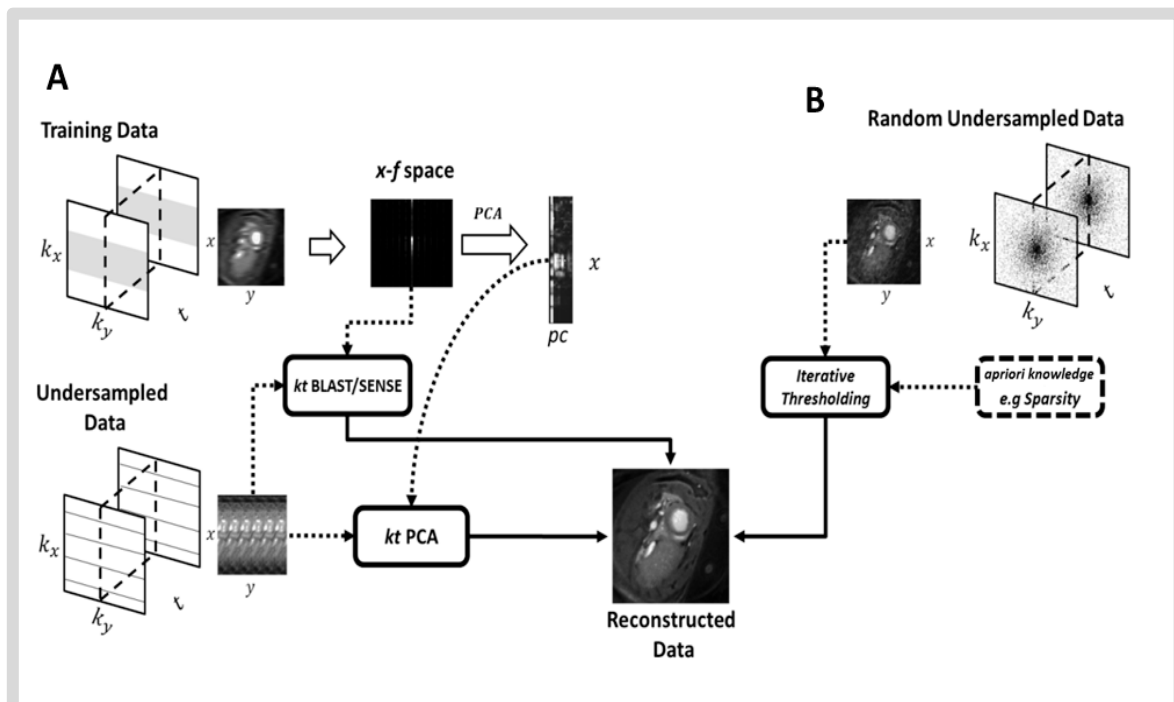 A
B
Training Data
Random Undersampled Data
x-f space
PCA
k_x
x
y
k_y
t
x
pc
x
y
k_x
k_y
t
kt BLAST/SENSE
Iterative
Thresholding
apriori knowledge
e.g Sparsity
Undersampled
Data
k_x
x
y
k_y
t
kt PCA
Reconstructed
Data